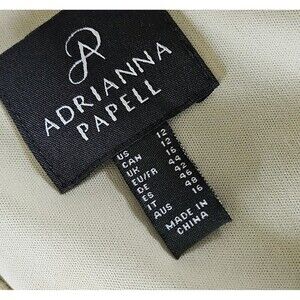 ADRIANNA
PAPELL
US 12
CAN 12
UK 16
EU/FR 44
DE 42
ES 46
IT 48
AUS 16
MADE IN
CHINA